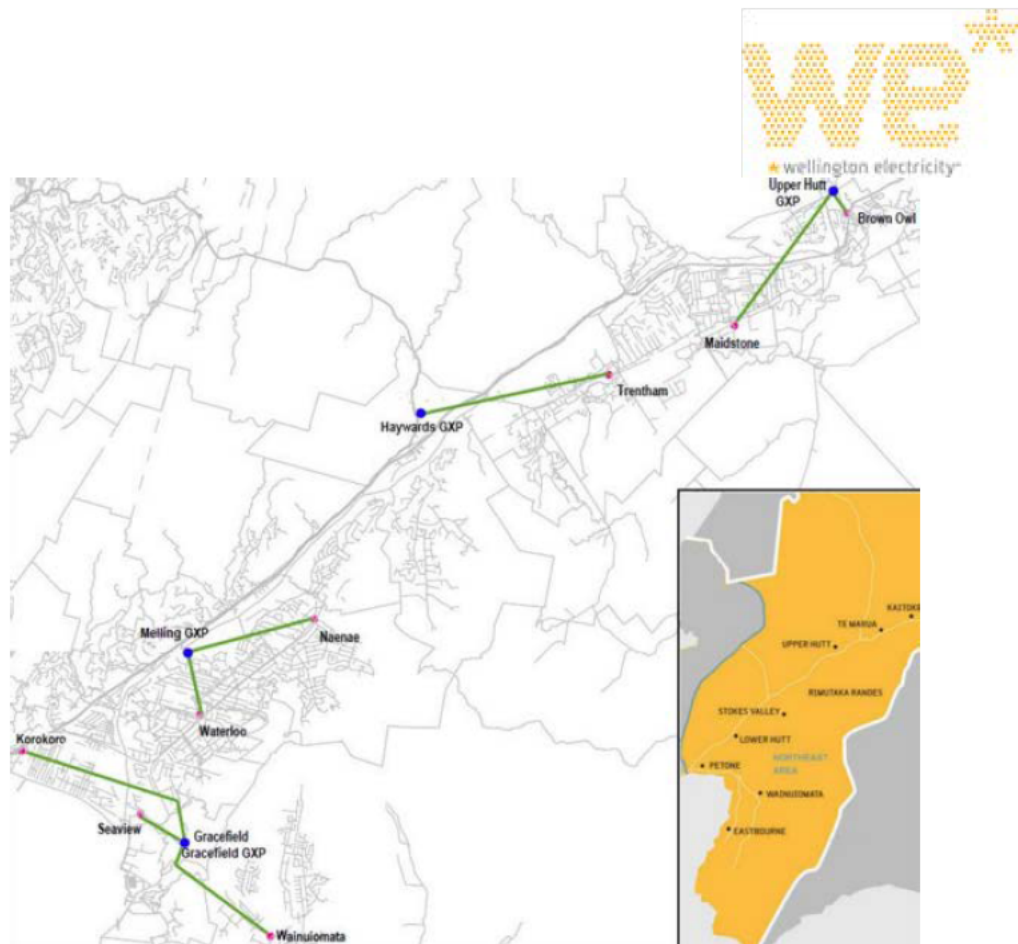 we*
wellington electricity
Upper Hutt
GXP
Brown Owl
Maidstone
Trentham
Haywards GXP
Melling GXP
Naenae
Waterloo
Korokoro
Seaview
Gracefield
Gracefield GXP
Wainuiomata
KAITOKE
TE MARUA
UPPER HUTT
RIMUTAKA RANDES
STOKES VALLEY
LOWER HUTT
NORTHEAST
AREA
PETONE
WAINUIOMATA
EASTBOURNE